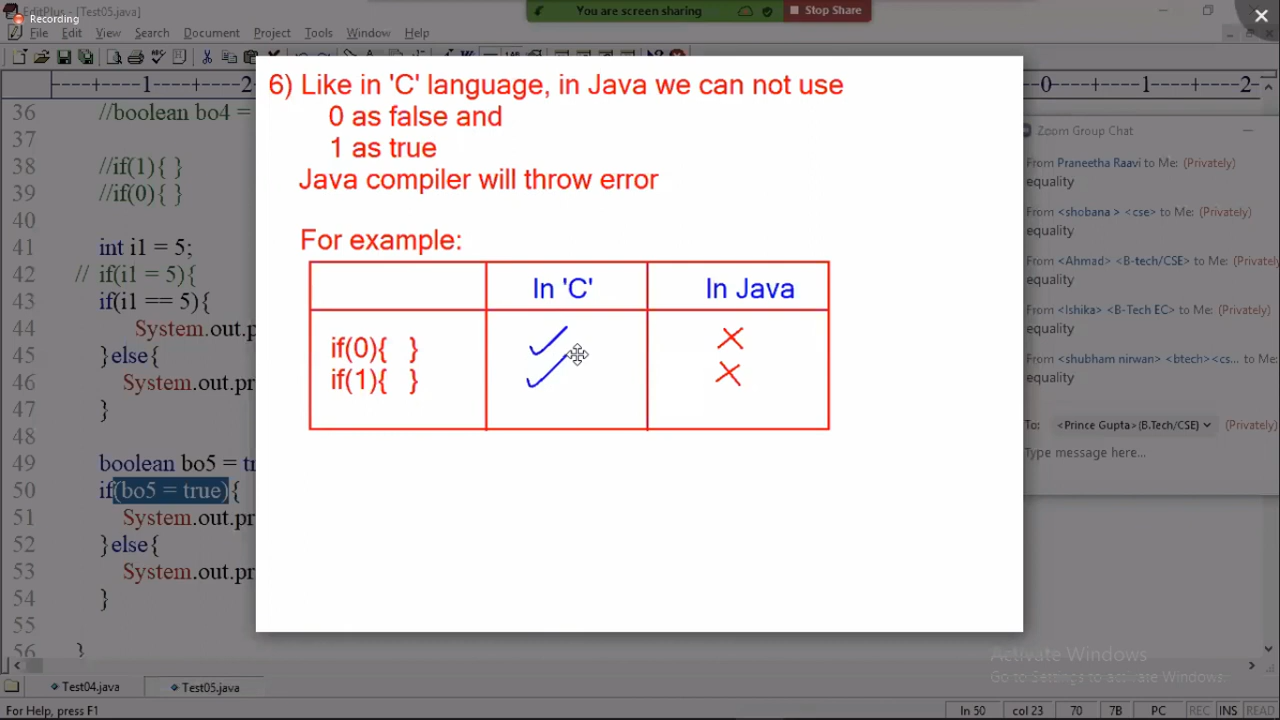 EditPlus - [Test05.java]
Recording
You are screen sharing
Stop Share
File Edit View Search Document Project Tools Window Help
----+----1----+----2-
0----+----1----+----2-
6) Like in 'C' language, in Java we can not use
0 as false and
1 as true
Java compiler will throw error
For example:
In 'C' In Java
if(0){ }
if(1){ }
36 //boolean bo4 =
37
38 //if(1){ }
39 //if(0){ }
40
41 int i1 = 5;
42 // if(i1 = 5){
43 if(i1 == 5){
44 System.out.p
45 }else{
46 System.out.p
47 }
48
49 boolean bo5 = tr
50 if(bo5 = true){
51 System.out.pr
52 }else{
53 System.out.pr
54 }
55
56 }
Zoom Group Chat
From Praneetha Raavi to Me: (Privately)
equality
From <shobana > <cse> to Me: (Privately)
equality
From <Ahmad> <B-tech/CSE> to Me: (Privately
equality
From <Ishika> <B-Tech EC> to Me: (Privately)
equality
From <shubham nirwan> <btech><cs... to Me:
equality
To: <Prince Gupta>(B.Tech/CSE) (Privately)
Type message here...
Activate Windows
Go to Settings to activate Windows.
Test04.java Test05.java
For Help, press F1
ln 50 col 23 70 7B PC REC INS READ